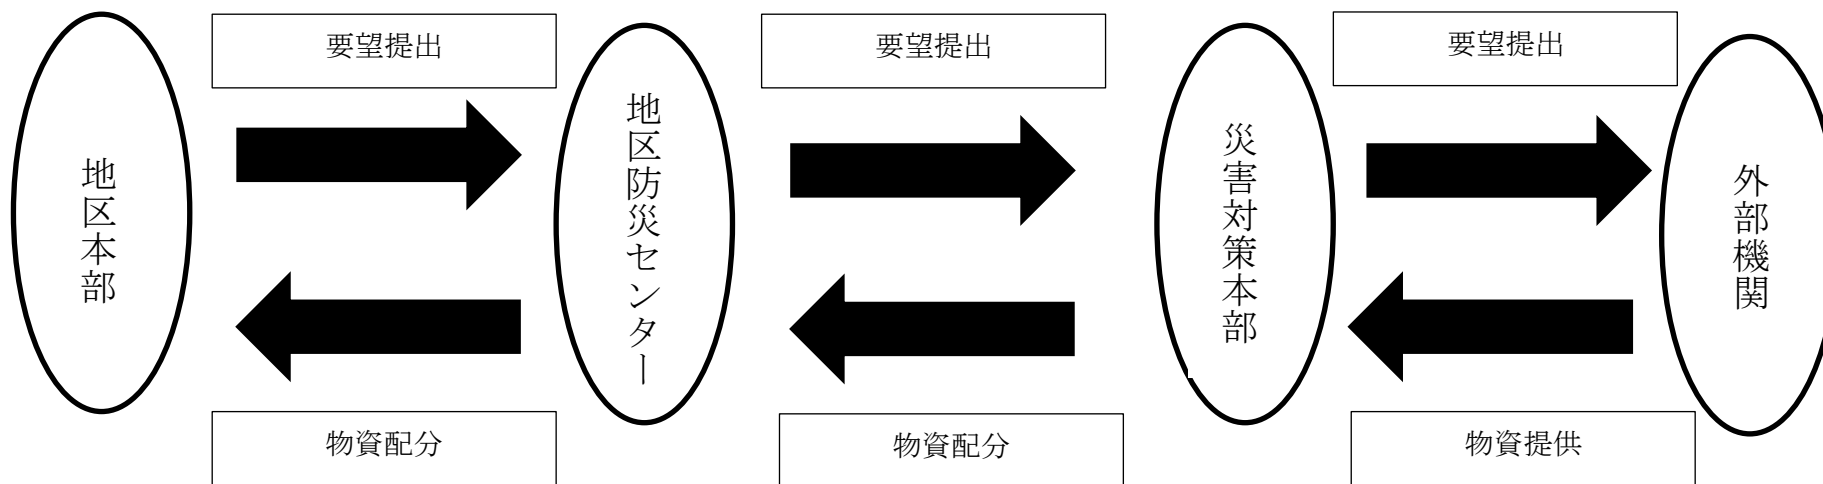 要望提出
要望提出
要望提出
地区本部
地区防災センター
災害対策本部
外部機関
物資配分
物資配分
物資提供